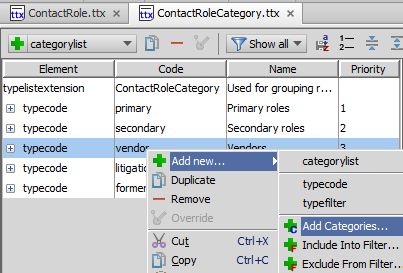 ttx ContactRole.ttx × ttx ContactRoleCategory.ttx ×
categorylist Show all
Element Code Name Priority
typelistextension ContactRoleCategory Used for grouping r...
typecode primary Primary roles 1
typecode secondary Secondary roles 2
typecode vendor Vendors 3
typecode litigatio
typecode former
Add new...
Duplicate
Remove
Override
Cut Ctrl+X
Copy Ctrl+C
categorylist
typecode
typefilter
Add Categories...
Include Into Filter...
Exclude From Filter...